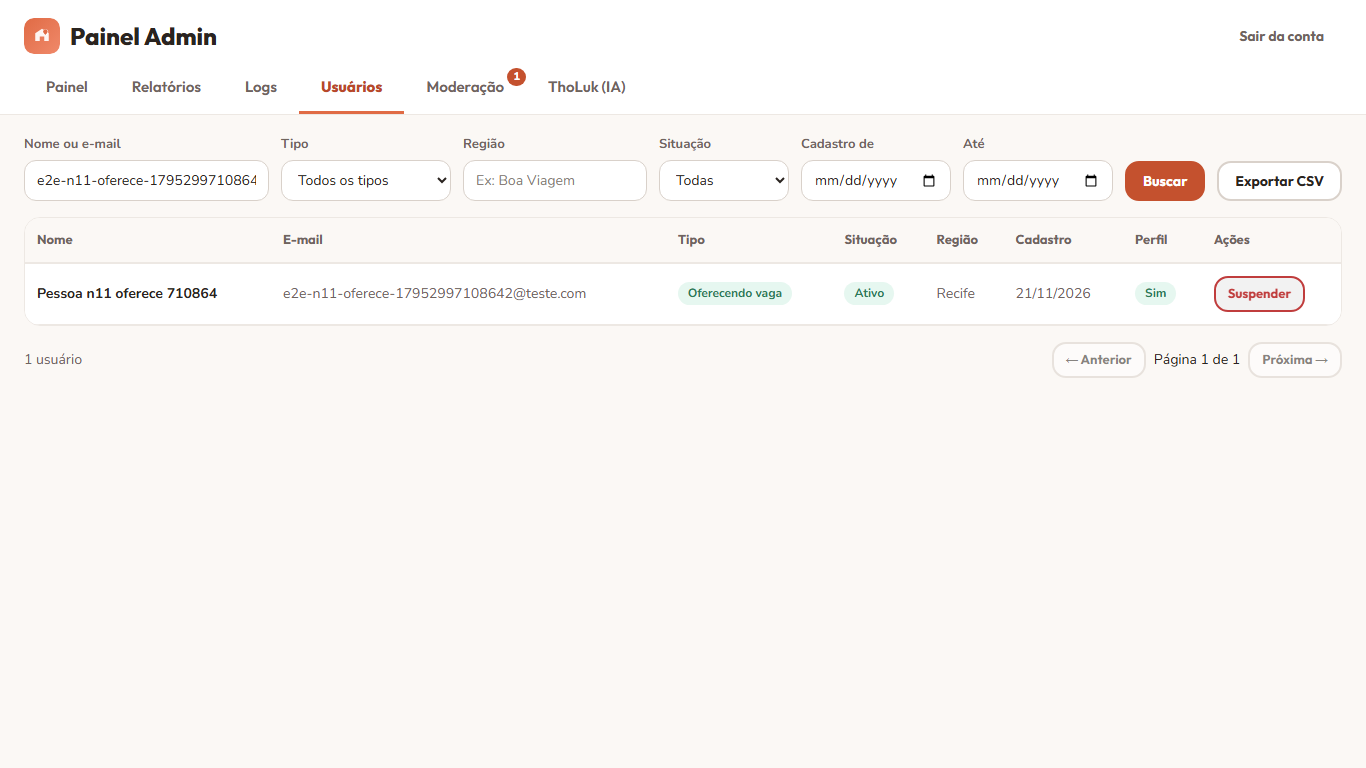 Painel Admin
Sair da conta
Painel Relatórios Logs Usuários Moderação 1 ThoLuk (IA)
Nome ou e-mail Tipo Região Situação Cadastro de Até
e2e-n11-oferece-1795299710864 Todos os tipos Ex: Boa Viagem Todas mm/dd/yyyy mm/dd/yyyy Buscar Exportar CSV
Nome E-mail Tipo Situação Região Cadastro Perfil Ações
Pessoa n11 oferece 710864 e2e-n11-oferece-17952997108642@teste.com Oferecendo vaga Ativo Recife 21/11/2026 Sim Suspender
1 usuário ← Anterior Página 1 de 1 Próxima →